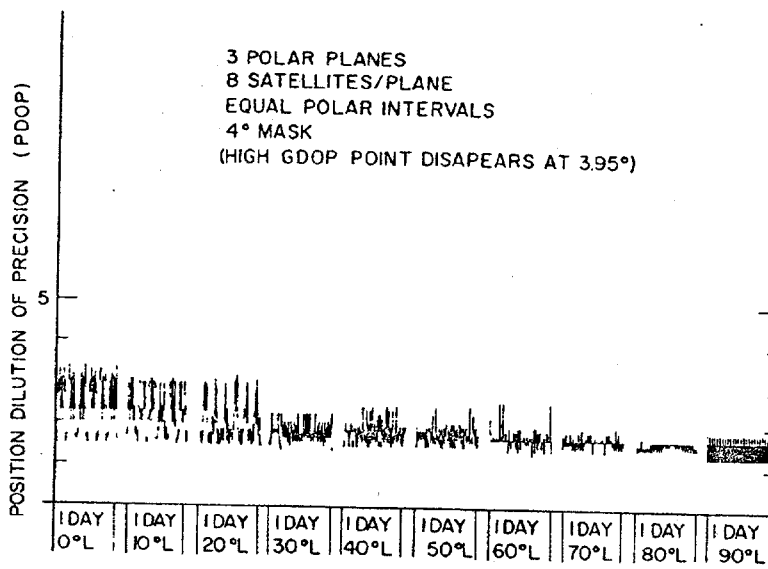 3 POLAR PLANES
8 SATELLITES/PLANE
EQUAL POLAR INTERVALS
4° MASK
(HIGH GDOP POINT DISAPEARS AT 3.95°)
POSITION DILUTION OF PRECISION (PDOP)
5
1 DAY 1 DAY 1 DAY 1 DAY 1 DAY 1 DAY 1 DAY 1 DAY 1 DAY 1 DAY
0°L 10°L 20°L 30°L 40°L 50°L 60°L 70°L 80°L 90°L